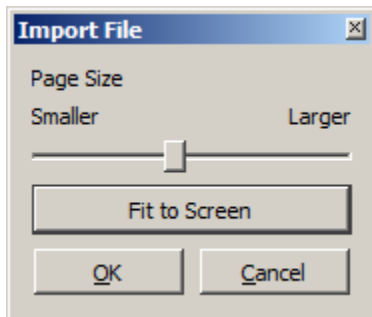 Import File
Page Size
Smaller Larger
Fit to Screen
OK Cancel